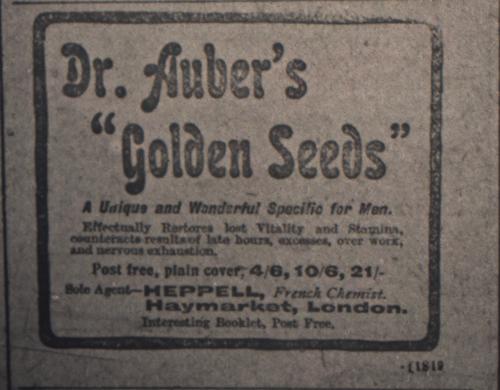 Dr. Auber's
"Golden Seeds"
A Unique and Wonderful Specific for Men.
Effectually Restores lost Vitality and Stamina,
counteracts results of late hours, excesses, over work,
and nervous exhaustion.
Post free, plain cover, 4/6, 10/6, 21/-
Sole Agent—HEPPELL, French Chemist.
Haymarket, London.
Interesting Booklet, Post Free.